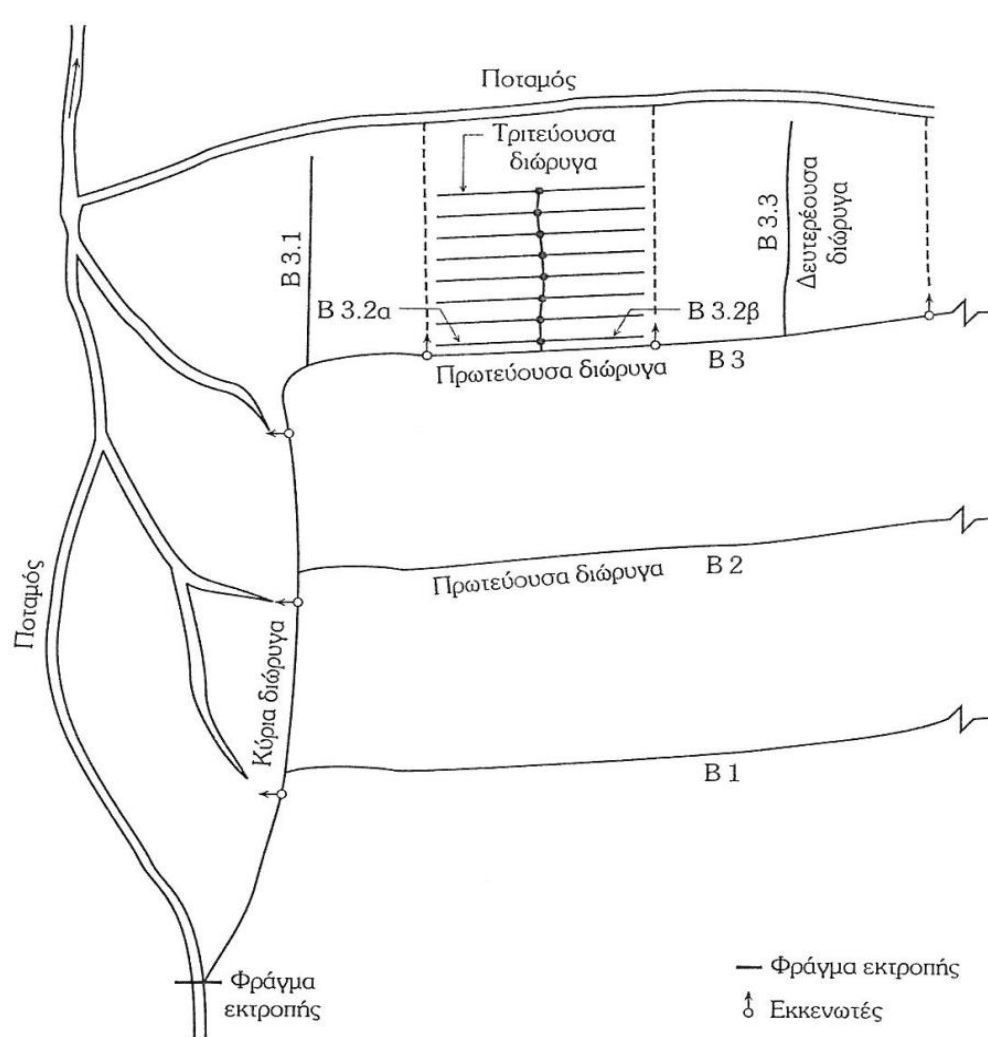 Ποταμός
Τριτεύουσα
διώρυγα
Β 3.1
Β 3.3
Δευτερέουσα
διώρυγα
Β 3.2α
Β 3.2β
Πρωτεύουσα διώρυγα
Β 3
Ποταμός
Πρωτεύουσα διώρυγα
Β 2
Κύρια διώρυγα
Β 1
Φράγμα
εκτροπής
Φράγμα εκτροπής
Εκκενωτές